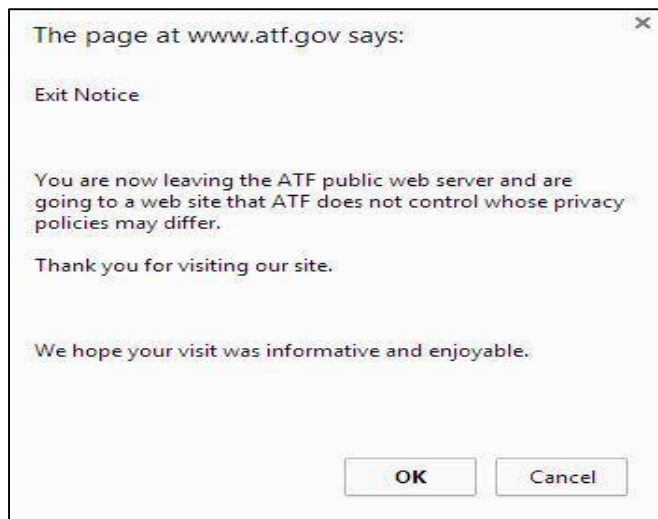 The page at www.atf.gov says:
Exit Notice
You are now leaving the ATF public web server and are
going to a web site that ATF does not control whose privacy
policies may differ.
Thank you for visiting our site.
We hope your visit was informative and enjoyable.
OK Cancel